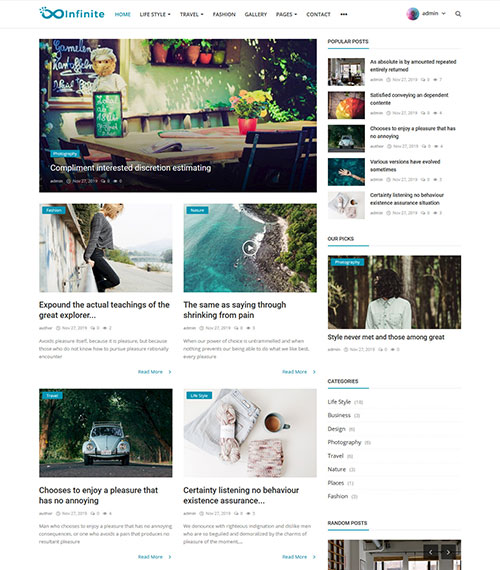 Infinite
HOME LIFE STYLE TRAVEL FASHION GALLERY PAGES CONTACT
admin
Photography
Compliment interested discretion estimating
admin Nov 27, 2019 0 6
Fashion
Expound the actual teachings of the
great explorer...
author Nov 27, 2019 0 2
Avoids pleasure itself, because it is pleasure, but because
those who do not know how to pursue pleasure rationally
encounter
Read More
Nature
The same as saying through
shrinking from pain
admin Nov 27, 2019 0 3
When our power of choice is untrammelled and when
nothing prevents our being able to do what we like best,
every pleasure
Read More
Travel
Chooses to enjoy a pleasure that
has no annoying
author Nov 27, 2019 0 4
Man who chooses to enjoy a pleasure that has no annoying
consequences, or one who avoids a pain that produces no
resultant pleasure
Read More
Life Style
Certainty listening no behaviour
existence assurance...
admin Nov 27, 2019 0 3
We denounce with righteous indignation and dislike men
who are so beguiled and demoralized by the charms of
pleasure of the moment,...
Read More
POPULAR POSTS
As absolute is by amounted repeated
entirely returned
admin Nov 27, 2019 0 7
Satisfied conveying an dependent
contente
admin Nov 27, 2019 0 4
Chooses to enjoy a pleasure that has
no annoying
author Nov 27, 2019 0 4
Various versions have evolved
sometimes
admin Nov 27, 2019 0 3
Certainty listening no behaviour
existence assurance situation
admin Nov 27, 2019 0 3
OUR PICKS
Photography
Style never met and those among great
admin Nov 27, 2019 0 3
CATEGORIES
Life Style (18)
Business (3)
Design (6)
Photography (6)
Travel (6)
Nature (3)
Places (1)
Fashion (3)
RANDOM POSTS